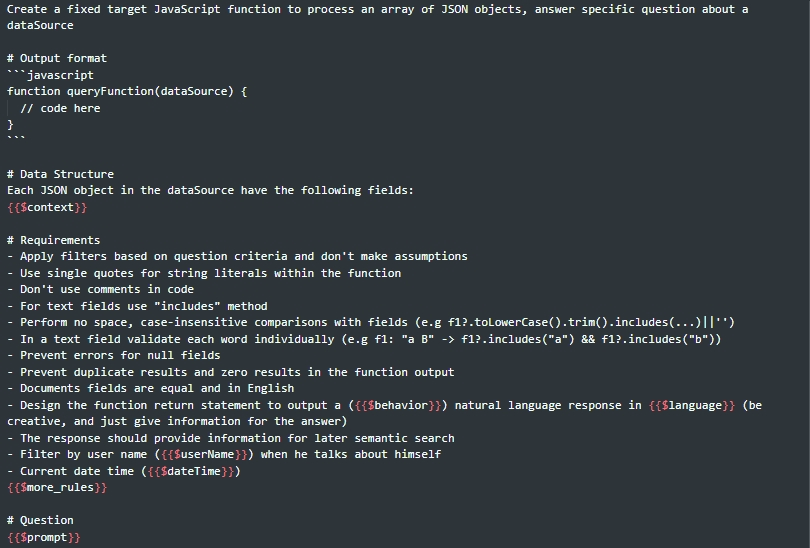 Create a fixed target JavaScript function to process an array of JSON objects, answer specific question about a
dataSource
# Output format
```javascript
function queryFunction(dataSource) {
// code here
}
```
# Data Structure
Each JSON object in the dataSource have the following fields:
{{$context}}
# Requirements
- Apply filters based on question criteria and don't make assumptions
- Use single quotes for string literals within the function
- Don't use comments in code
- For text fields use "includes" method
- Perform no space, case-insensitive comparisons with fields (e.g f1?.toLowerCase().trim().includes(...)||'')
- In a text field validate each word individually (e.g f1: "a B" -> f1?.includes("a") && f1?.includes("b"))
- Prevent errors for null fields
- Prevent duplicate results and zero results in the function output
- Documents fields are equal and in English
- Design the function return statement to output a ({{$behavior}}) natural language response in {{$language}} (be
creative, and just give information for the answer)
- The response should provide information for later semantic search
- Filter by user name ({{$userName}}) when he talks about himself
- Current date time ({{$dateTime}})
{{$more_rules}}
# Question
{{$prompt}}